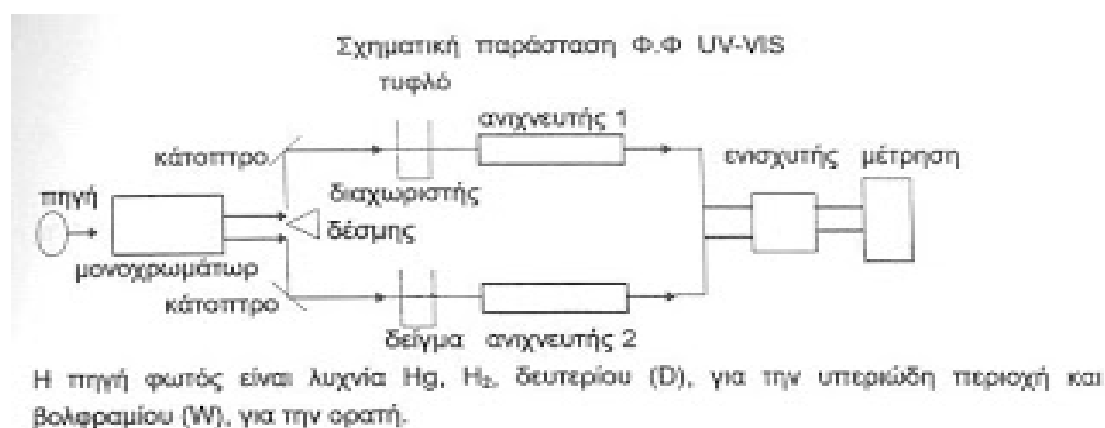 Σχηματική παράσταση Φ.Φ UV-VIS
τυφλό
ανιχνευτής 1
κάτοπτρο
ενισχυτής μέτρηση
πηγή
διαχωριστής
δέσμης
μονοχρωμάτωρ
κάτοπτρο
δείγμα ανιχνευτής 2
Η πηγή φωτός είναι λυχνία Hg, H₂, δευτερίου (D), για την υπεριώδη περιοχή και
βολφραμίου (W), για την ορατή.